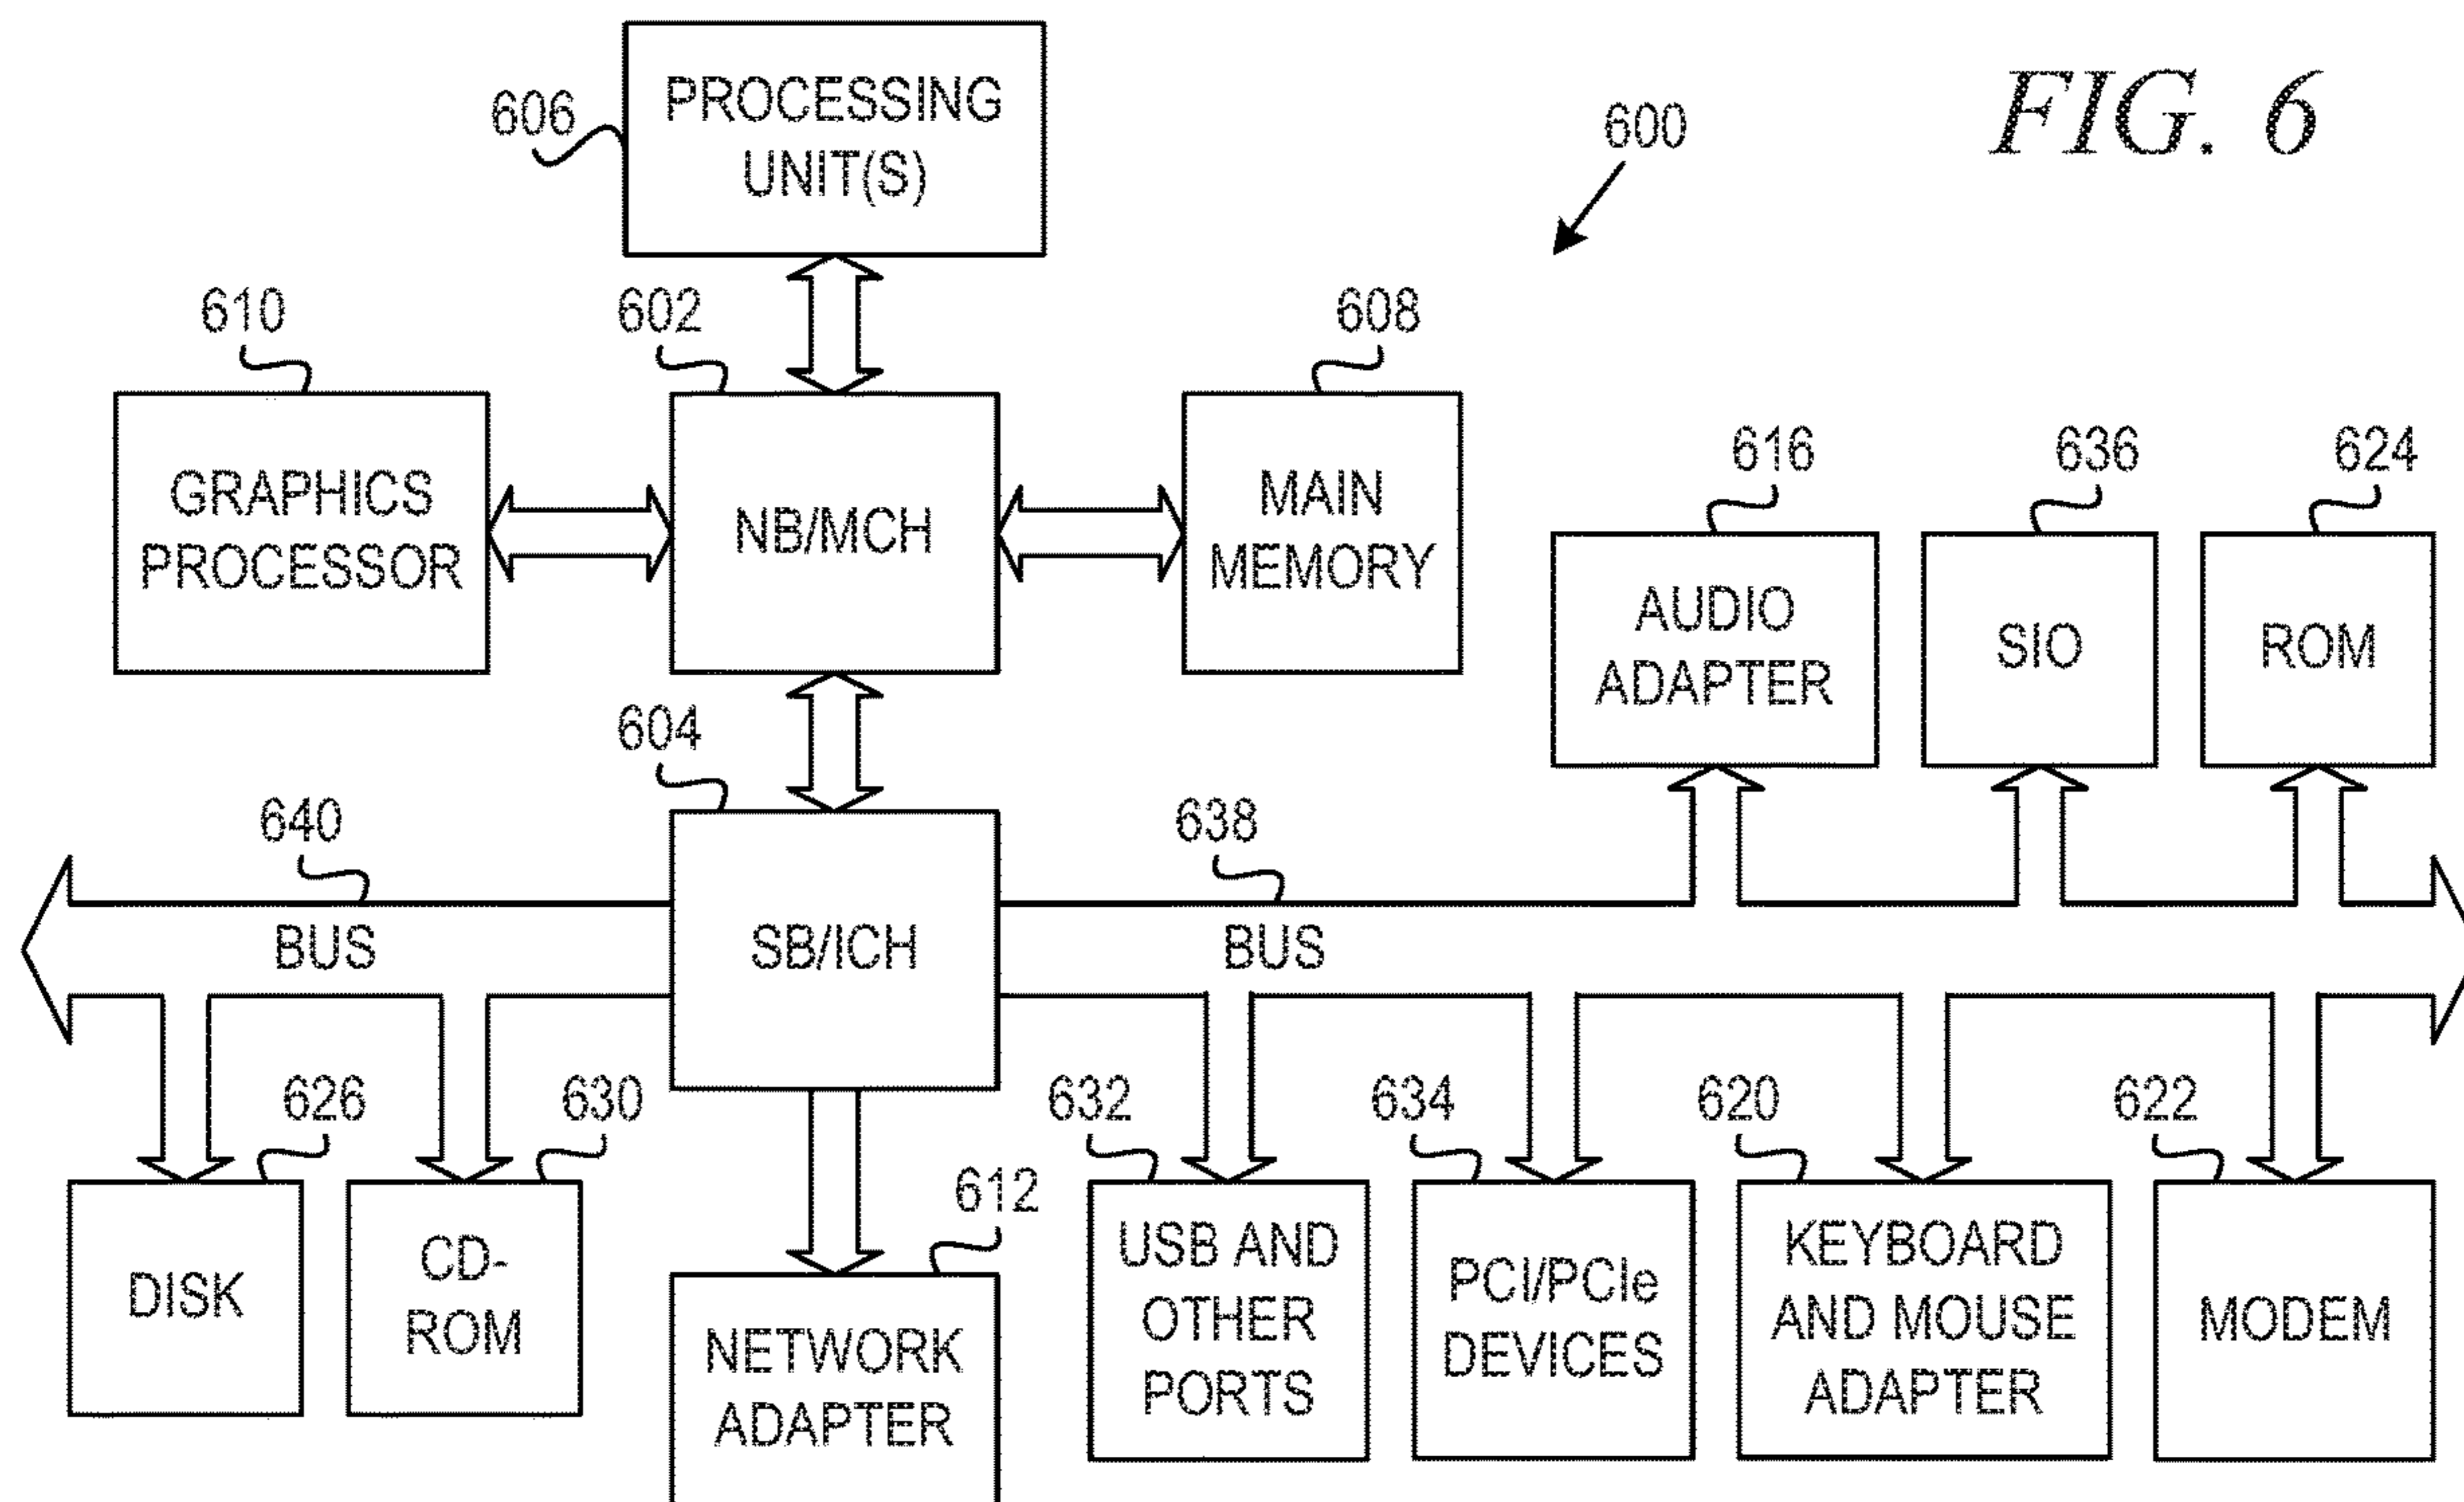 FIG. 6
600
606
PROCESSING
UNIT(S)
610
602
608
GRAPHICS
PROCESSOR
NB/MCH
MAIN
MEMORY
616
636
624
AUDIO
ADAPTER
SIO
ROM
604
640
638
BUS
SB/ICH
BUS
626
630
612
632
634
620
622
DISK
CD-
ROM
NETWORK
ADAPTER
USB AND
OTHER
PORTS
PCI/PCIe
DEVICES
KEYBOARD
AND MOUSE
ADAPTER
MODEM